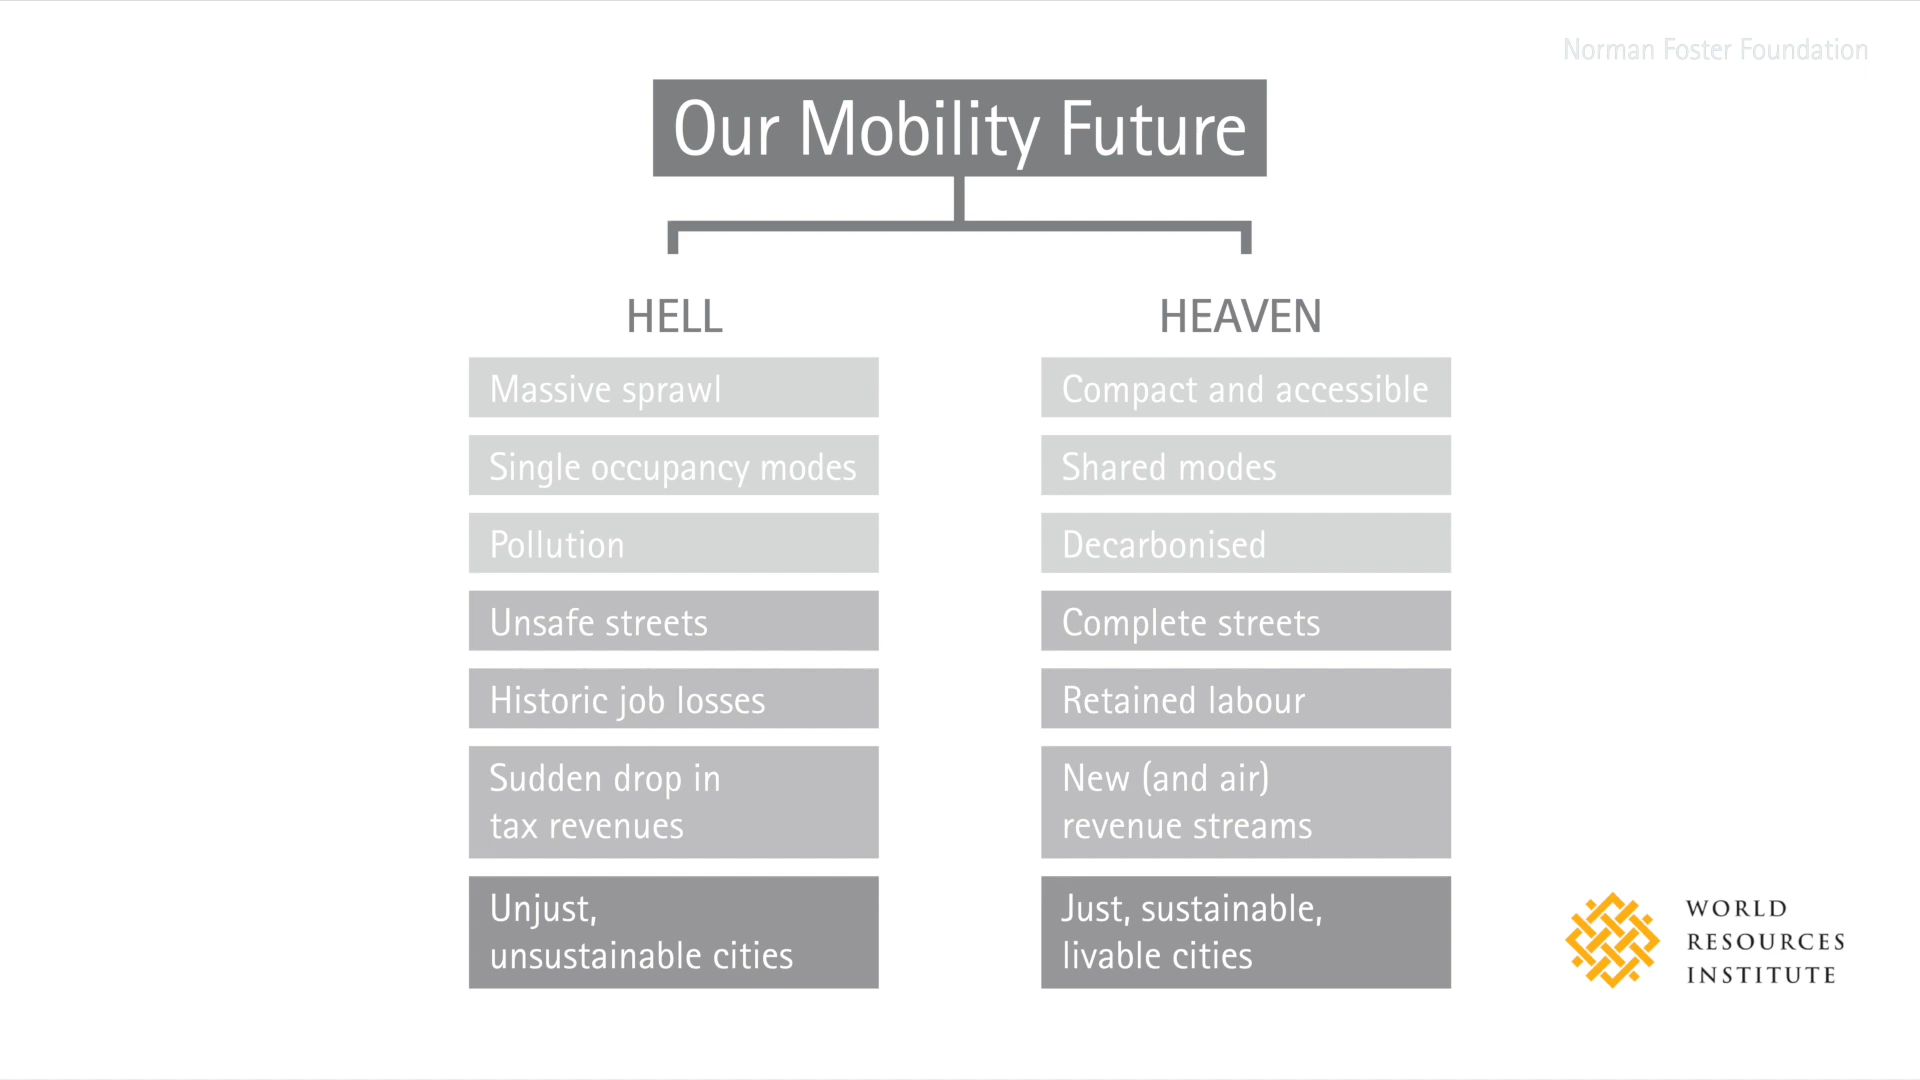 Norman Foster Foundation
Our Mobility Future
HELL
Massive sprawl
Single occupancy modes
Pollution
Unsafe streets
Historic job losses
Sudden drop in
tax revenues
Unjust,
unsustainable cities
HEAVEN
Compact and accessible
Shared modes
Decarbonised
Complete streets
Retained labour
New (and air)
revenue streams
Just, sustainable,
livable cities
WORLD
RESOURCES
INSTITUTE